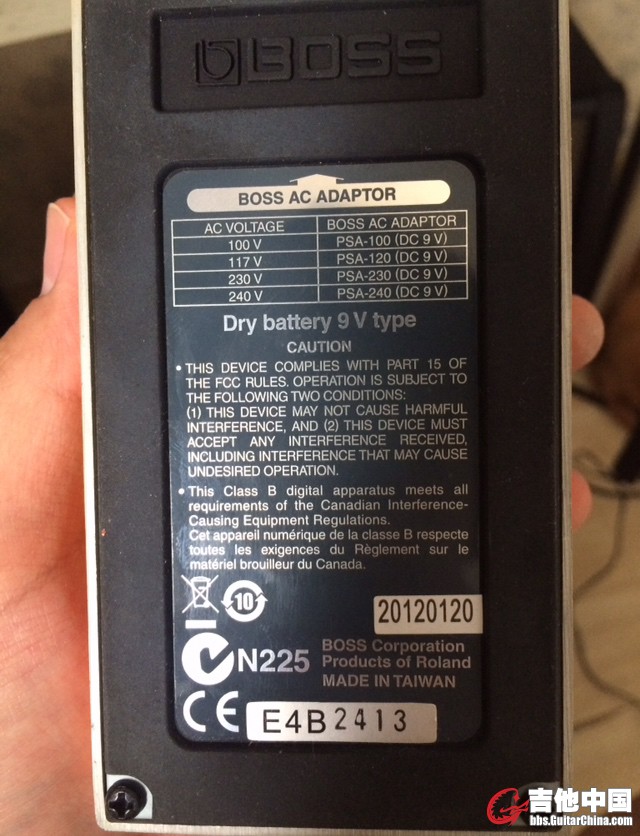 BOSS
BOSS AC ADAPTOR
AC VOLTAGE BOSS AC ADAPTOR
100 V PSA-100 (DC 9 V)
117 V PSA-120 (DC 9 V)
230 V PSA-230 (DC 9 V)
240 V PSA-240 (DC 9 V)
Dry battery 9 V type
CAUTION
• THIS DEVICE COMPLIES WITH PART 15 OF
THE FCC RULES. OPERATION IS SUBJECT TO
THE FOLLOWING TWO CONDITIONS:
(1) THIS DEVICE MAY NOT CAUSE HARMFUL
INTERFERENCE, AND (2) THIS DEVICE MUST
ACCEPT ANY INTERFERENCE RECEIVED,
INCLUDING INTERFERENCE THAT MAY CAUSE
UNDESIRED OPERATION.
• This Class B digital apparatus meets all
requirements of the Canadian Interference-
Causing Equipment Regulations.
Cet appareil numérique de la classe B respecte
toutes les exigences du Règlement sur le
matériel brouilleur du Canada.
10
20120120
N225
BOSS Corporation
Products of Roland
MADE IN TAIWAN
CE
E4B2413
吉他中国
bbs.GuitarChina.com